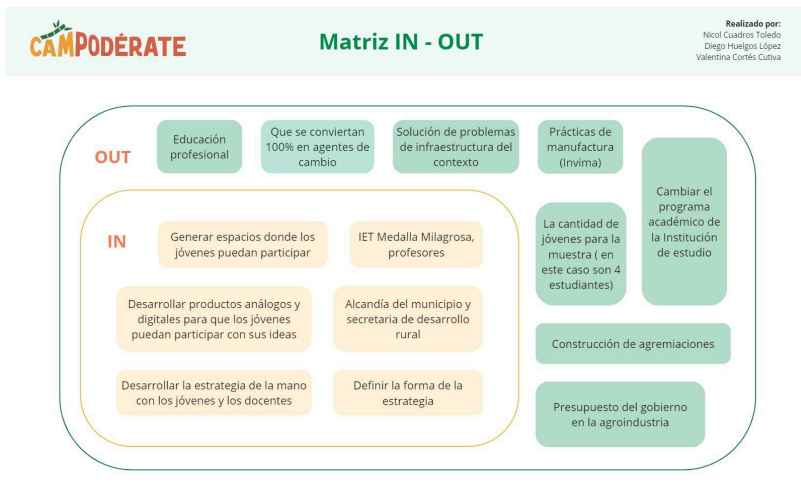 CAMPODÉRATE
Matriz IN - OUT
Realizado por:
Nicol Cuadros Toledo
Diego Huelgos López
Valentina Cortés Cutiva
OUT
Educación
profesional
Que se conviertan
100% en agentes de
cambio
Solución de problemas
de infraestructura del
contexto
Prácticas de
manufactura
(Invima)
Cambiar el
programa
académico de
la Institución
de estudio
La cantidad de
jóvenes para la
muestra ( en
este caso son 4
estudiantes)
Construcción de agremiaciones
Presupuesto del gobierno
en la agroindustria
IN
Generar espacios donde los
jóvenes puedan participar
IET Medalla Milagrosa,
profesores
Desarrollar productos análogos y
digitales para que los jóvenes
puedan participar con sus ideas
Alcandía del municipio y
secretaria de desarrollo
rural
Desarrollar la estrategia de la mano
con los jóvenes y los docentes
Definir la forma de la
estrategia